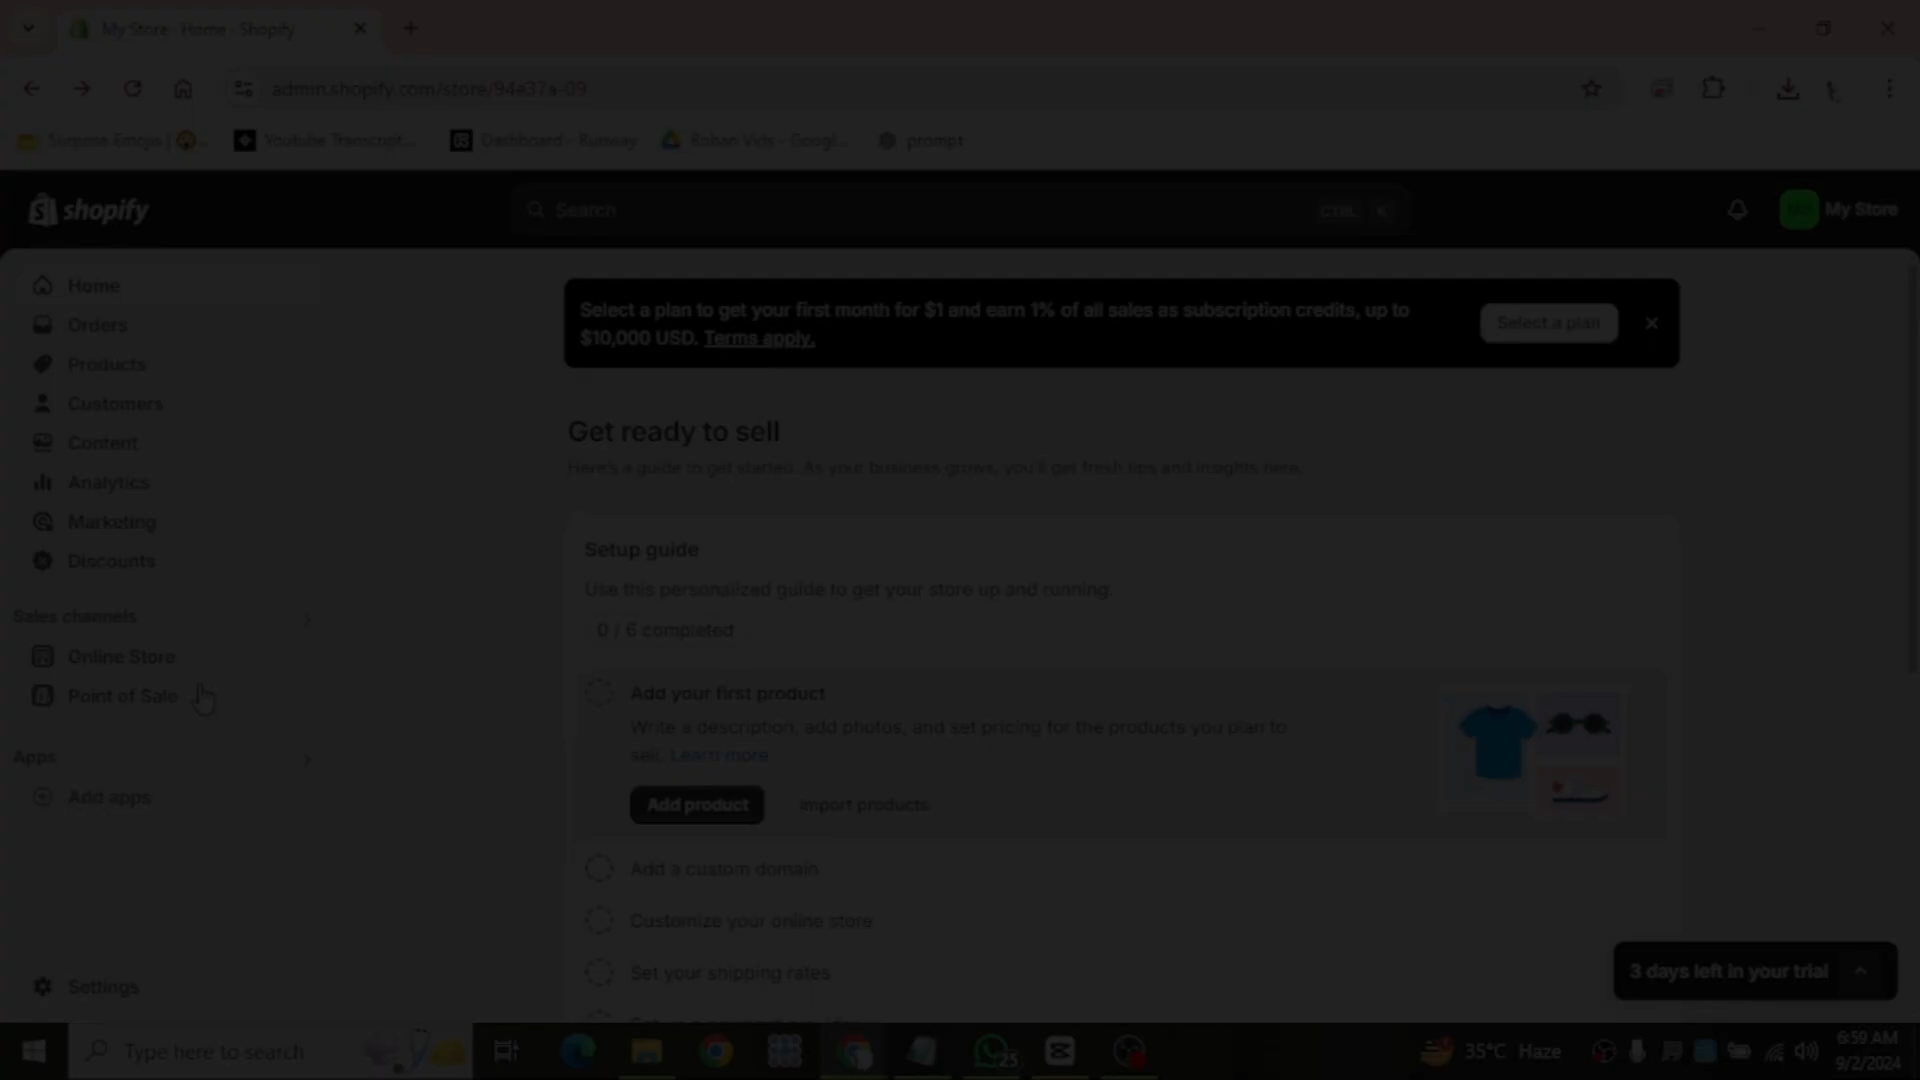 My Store · Home · Shopify
admin.shopify.com/store/94a37a-09
Surprise Emojis |
Youtube Transcript...
Dashboard - Runway
Rohan Vids - Googl...
prompt
shopify
Search
CTRL K
My Store
Home
Orders
Products
Customers
Content
Analytics
Marketing
Discounts
Sales channels
Online Store
Point of Sale
Apps
Add apps
Settings
Select a plan to get your first month for $1 and earn 1% of all sales as subscription credits, up to
$10,000 USD. Terms apply.
Select a plan
Get ready to sell
Here's a guide to get started. As your business grows, you'll get fresh tips and insights here.
Setup guide
Use this personalized guide to get your store up and running.
0 / 6 completed
Add your first product
Write a description, add photos, and set pricing for the products you plan to
sell. Learn more
Add product
Import products
Add a custom domain
Customize your online store
Set your shipping rates
3 days left in your trial
Type here to search
25
35°C Haze
6:59 AM
9/2/2024